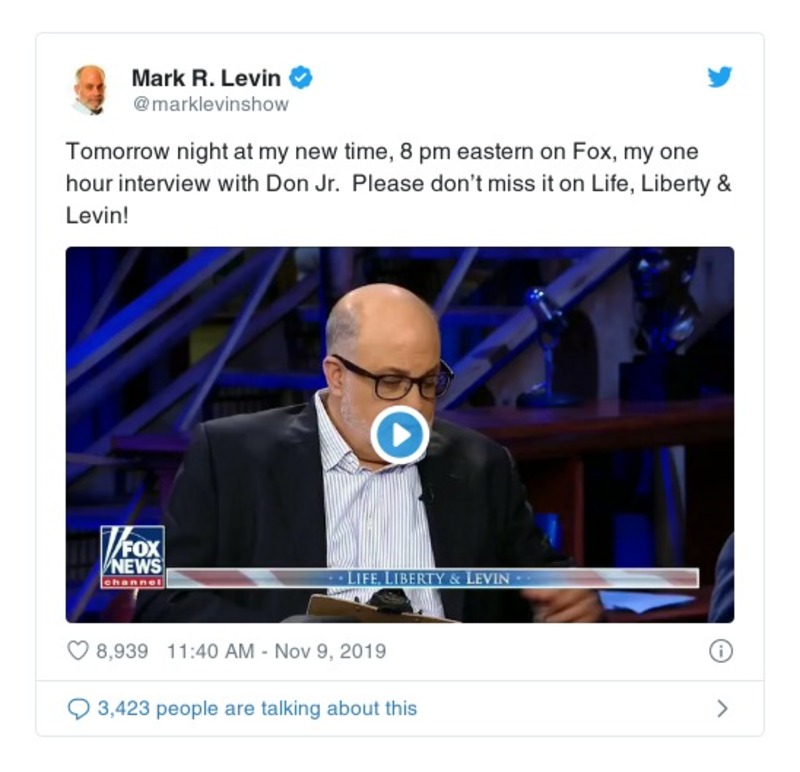 Mark R. Levin
@marklevinshow
Tomorrow night at my new time, 8 pm eastern on Fox, my one
hour interview with Don Jr.  Please don’t miss it on Life, Liberty &
Levin!
FOX
NEWS
channel
LIFE, LIBERTY & LEVIN
8,939   11:40 AM - Nov 9, 2019
3,423 people are talking about this